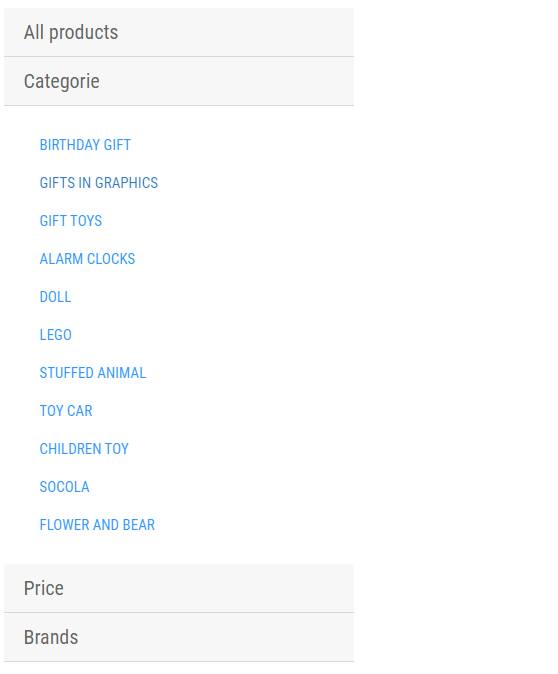 All products
Categorie
BIRTHDAY GIFT
GIFTS IN GRAPHICS
GIFT TOYS
ALARM CLOCKS
DOLL
LEGO
STUFFED ANIMAL
TOY CAR
CHILDREN TOY
SOCOLA
FLOWER AND BEAR
Price
Brands